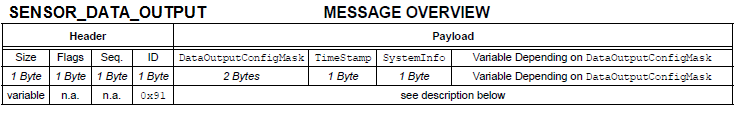 SENSOR_DATA_OUTPUT MESSAGE OVERVIEW
Header Payload
Size Flags Seq. ID DataOutputConfigMask TimeStamp SystemInfo Variable Depending on DataOutputConfigMask
1 Byte 1 Byte 1 Byte 1 Byte 2 Bytes 1 Byte 1 Byte Variable Depending on DataOutputConfigMask
variable n.a. n.a. 0x91 see description below